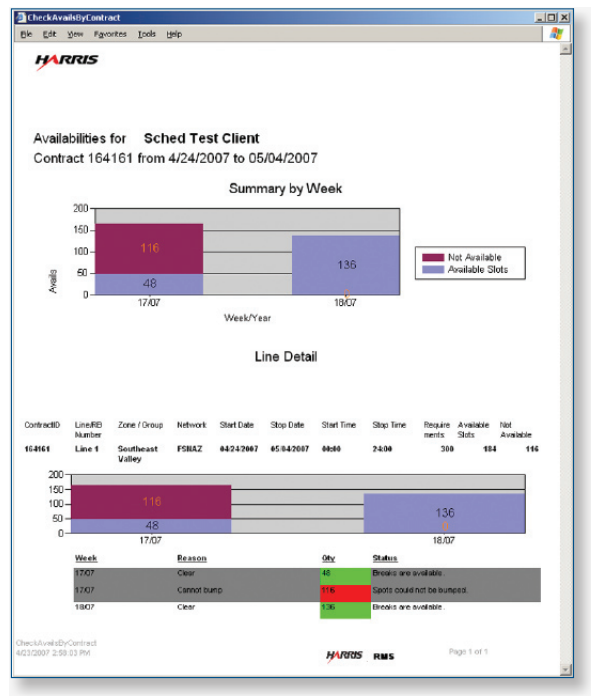 CheckAvailsByContract
File Edit View Favorites Tools Help
HARRIS
Availabilities for Sched Test Client
Contract 164161 from 4/24/2007 to 05/04/2007
Summary by Week
200
150
100
50
0
Avails
116
48
136
0
17/07
18/07
Week/Year
Not Available
Available Slots
Line Detail
ContractID Line/RB Number Zone / Group Network Start Date Stop Date Start Time Stop Time Require ments Available Slots Not Available
164161 Line 1 Southeast Valley FSNAZ 04/24/2007 05/04/2007 00:00 24:00 300 184 116
200
150
100
50
0
116
48
136
0
17/07
18/07
Week Reason Qty Status
17/07 Clear 48 Breaks are available.
17/07 Cannot bump 116 Spots could not be bumped.
18/07 Clear 136 Breaks are available.
CheckAvailsByContract
4/23/2007 2:58:03 PM
HARRIS RMS
Page 1 of 1